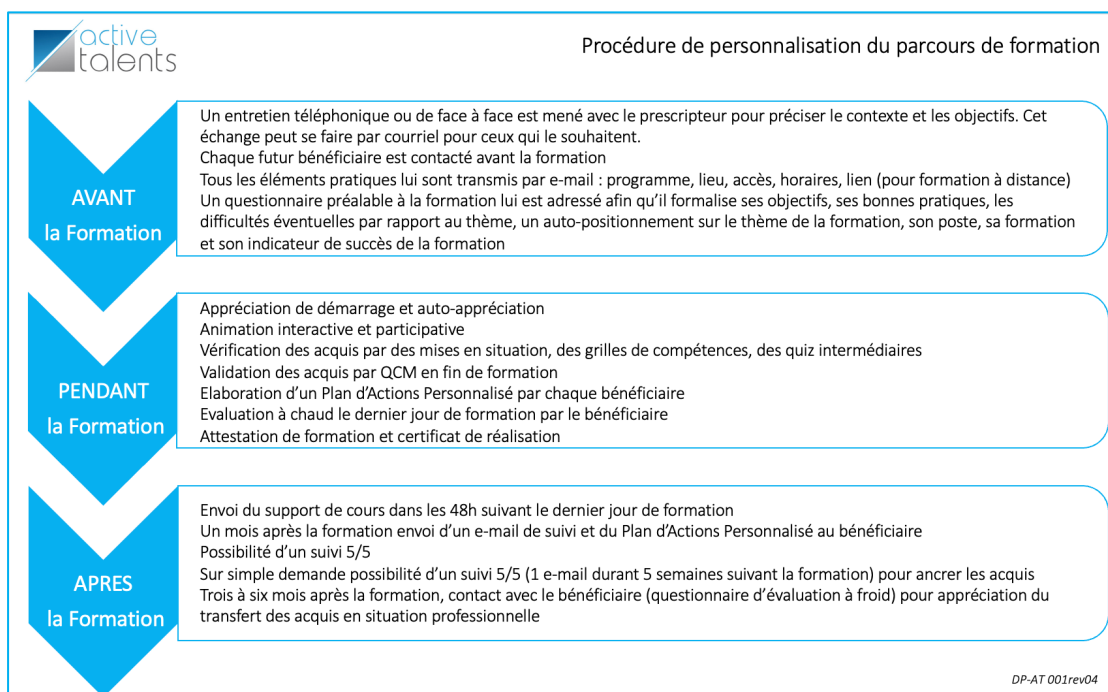 active
talents
Procédure de personnalisation du parcours de formation
AVANT
la Formation
Un entretien téléphonique ou de face à face est mené avec le prescripteur pour préciser le contexte et les objectifs. Cet
échange peut se faire par courriel pour ceux qui le souhaitent.
Chaque futur bénéficiaire est contacté avant la formation
Tous les éléments pratiques lui sont transmis par e-mail : programme, lieu, accès, horaires, lien (pour formation à distance)
Un questionnaire préalable à la formation lui est adressé afin qu'il formalise ses objectifs, ses bonnes pratiques, les
difficultés éventuelles par rapport au thème, un auto-positionnement sur le thème de la formation, son poste, sa formation
et son indicateur de succès de la formation
PENDANT
la Formation
Appréciation de démarrage et auto-appréciation
Animation interactive et participative
Vérification des acquis par des mises en situation, des grilles de compétences, des quiz intermédiaires
Validation des acquis par QCM en fin de formation
Elaboration d'un Plan d'Actions Personnalisé par chaque bénéficiaire
Evaluation à chaud le dernier jour de formation par le bénéficiaire
Attestation de formation et certificat de réalisation
APRES
la Formation
Envoi du support de cours dans les 48h suivant le dernier jour de formation
Un mois après la formation envoi d'un e-mail de suivi et du Plan d'Actions Personnalisé au bénéficiaire
Possibilité d'un suivi 5/5
Sur simple demande possibilité d'un suivi 5/5 (1 e-mail durant 5 semaines suivant la formation) pour ancrer les acquis
Trois à six mois après la formation, contact avec le bénéficiaire (questionnaire d'évaluation à froid) pour appréciation du
transfert des acquis en situation professionnelle
DP-AT 001rev04